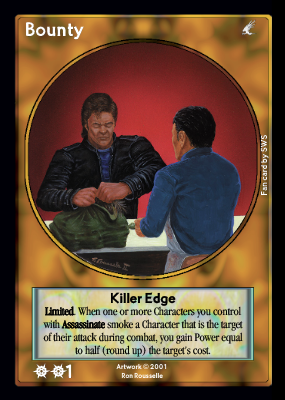 Bounty
Fan card by SWS
Killer Edge
Limited. When one or more Characters you control
with Assassinate smoke a Character that is the target
of their attack during combat, you gain Power equal
to half (round up) the target's cost.
1
Artwork © 2001
Ron Rousselle